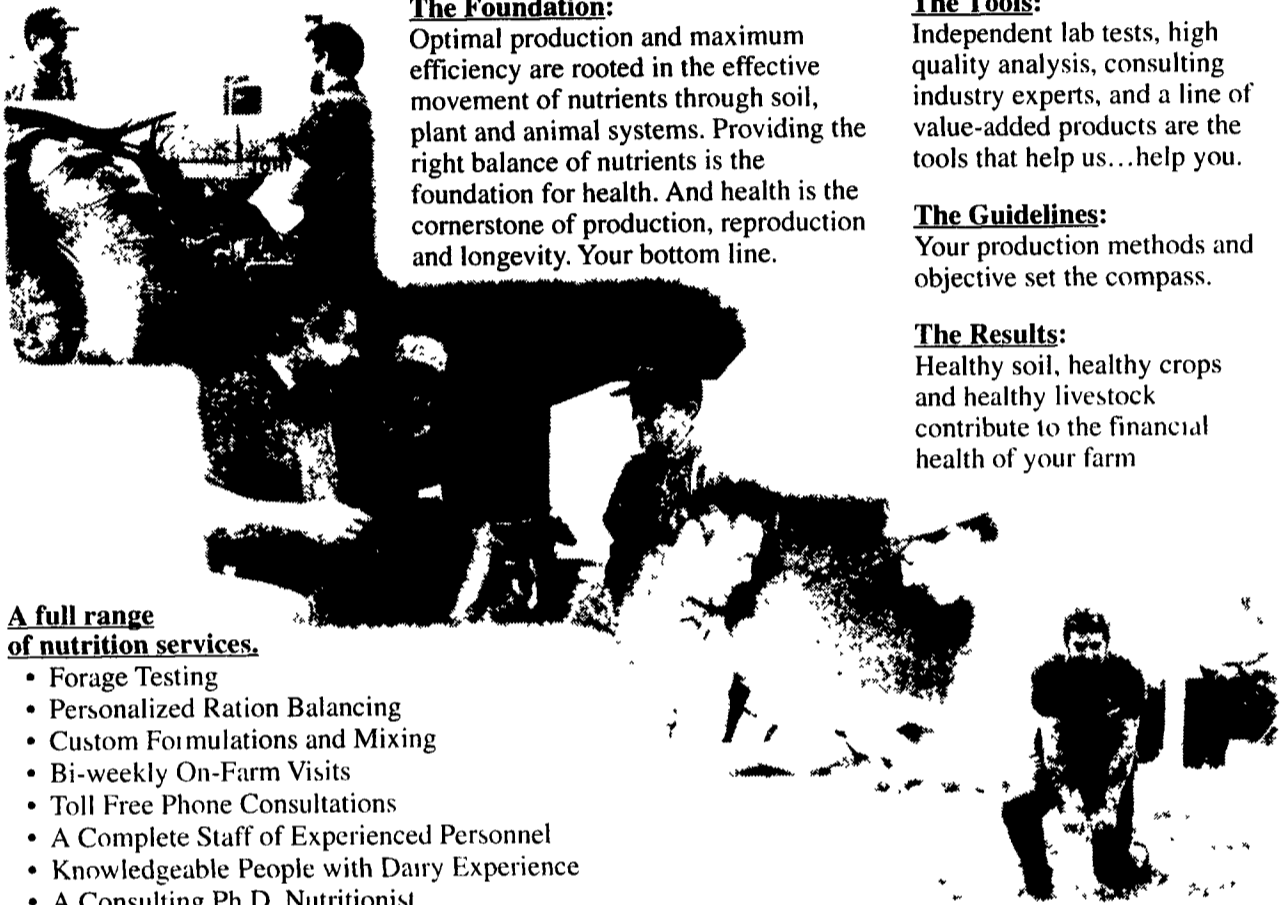 The Foundation:
Optimal production and maximum
efficiency are rooted in the effective
movement of nutrients through soil,
plant and animal systems. Providing the
right balance of nutrients is the
foundation for health. And health is the
cornerstone of production, reproduction
and longevity. Your bottom line.
The Tools:
Independent lab tests, high
quality analysis, consulting
industry experts, and a line of
value-added products are the
tools that help us...help you.
The Guidelines:
Your production methods and
objective set the compass.
The Results:
Healthy soil, healthy crops
and healthy livestock
contribute to the financial
health of your farm
A full range
of nutrition services.
• Forage Testing
• Personalized Ration Balancing
• Custom Formulations and Mixing
• Bi-weekly On-Farm Visits
• Toll Free Phone Consultations
• A Complete Staff of Experienced Personnel
• Knowledgeable People with Dairy Experience
• A Consulting Ph.D. Nutritionist